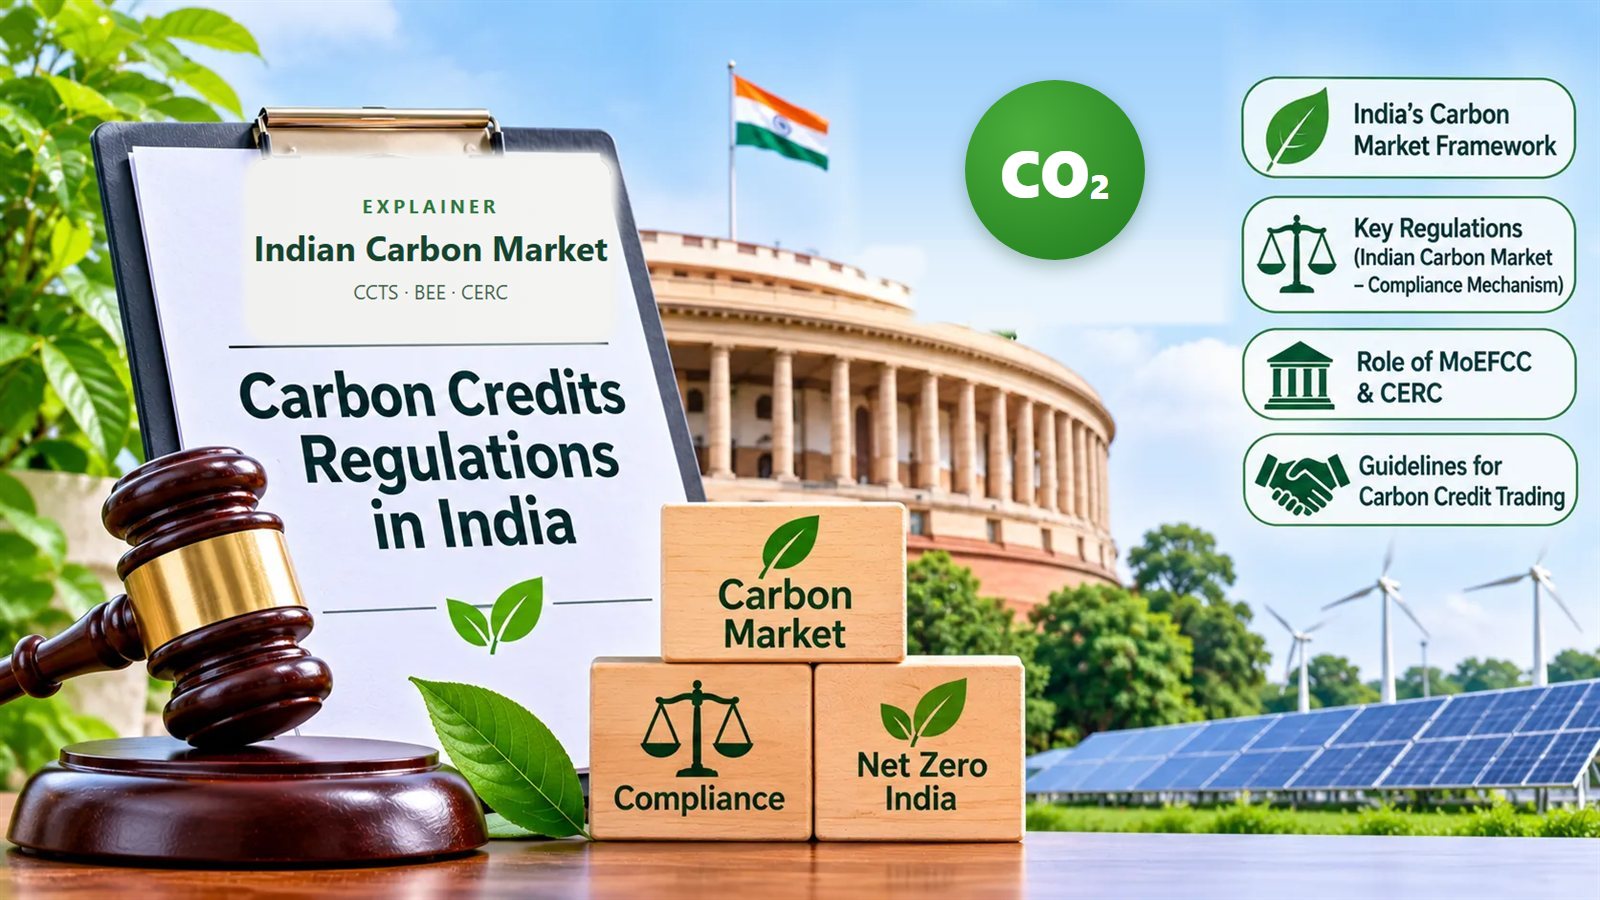 EXPLAINER
Indian Carbon Market
CCTS · BEE · CERC
Carbon Credits
Regulations
in India
Carbon
Market
Compliance
Net Zero
India
CO₂
India's Carbon
Market Framework
Key Regulations
(Indian Carbon Market
– Compliance Mechanism)
Role of MoEFCC
& CERC
Guidelines for
Carbon Credit Trading